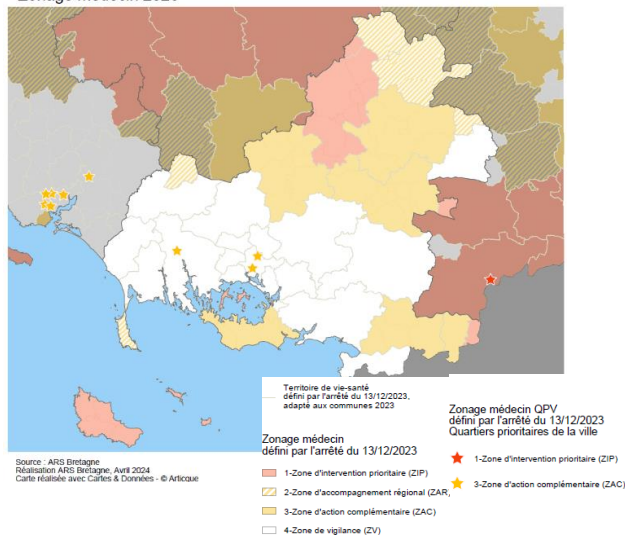 Territoire de vie-santé
défini par l'arrêté du 13/12/2023,
adapté aux communes 2023
Zonage médecin
défini par l'arrêté du 13/12/2023
1-Zone d'intervention prioritaire (ZIP)
2-Zone d'accompagnement régional (ZAR)
3-Zone d'action complémentaire (ZAC)
4-Zone de vigilance (ZV)
Zonage médecin QPV
défini par l'arrêté du 13/12/2023
Quartiers prioritaires de la ville
1-Zone d'intervention prioritaire (ZIP)
3-Zone d'action complémentaire (ZAC)
Source : ARS Bretagne
Réalisation ARS Bretagne, Avril 2024
Carte réalisée avec Cartes & Données - © Articque